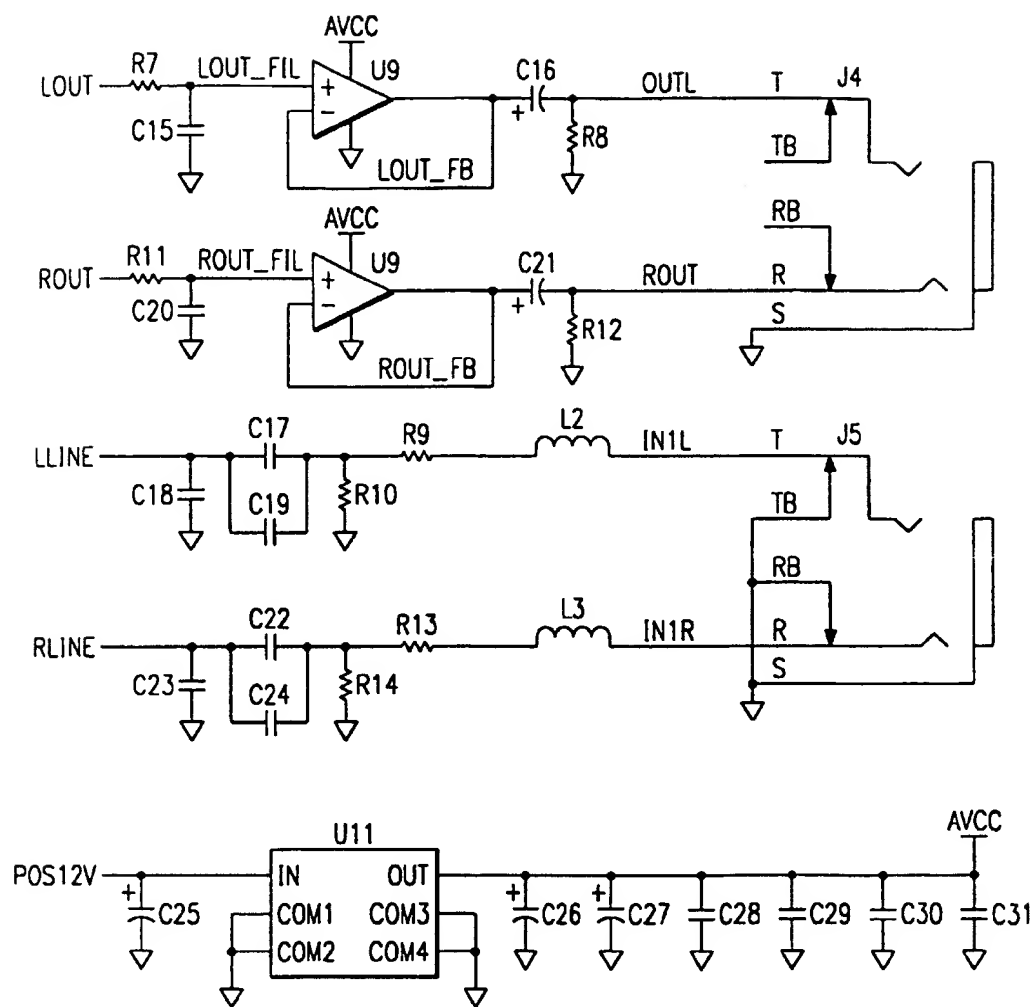 AVCC
LOUT R7 LOUT_FIL U9 C16 OUTL T J4
+
−
+
C15 R8 TB
LOUT_FB
AVCC RB
ROUT R11 ROUT_FIL U9 C21 ROUT R
+
−
+
C20 R12 S
ROUT_FB
LLINE C17 R9 L2 IN1L T J5
C18 C19 R10 TB
RB
RLINE C22 R13 L3 IN1R R
C23 C24 R14 S
U11 AVCC
POS12V IN OUT
+ + +
C25 COM1 COM3 C26 C27 C28 C29 C30 C31
COM2 COM4